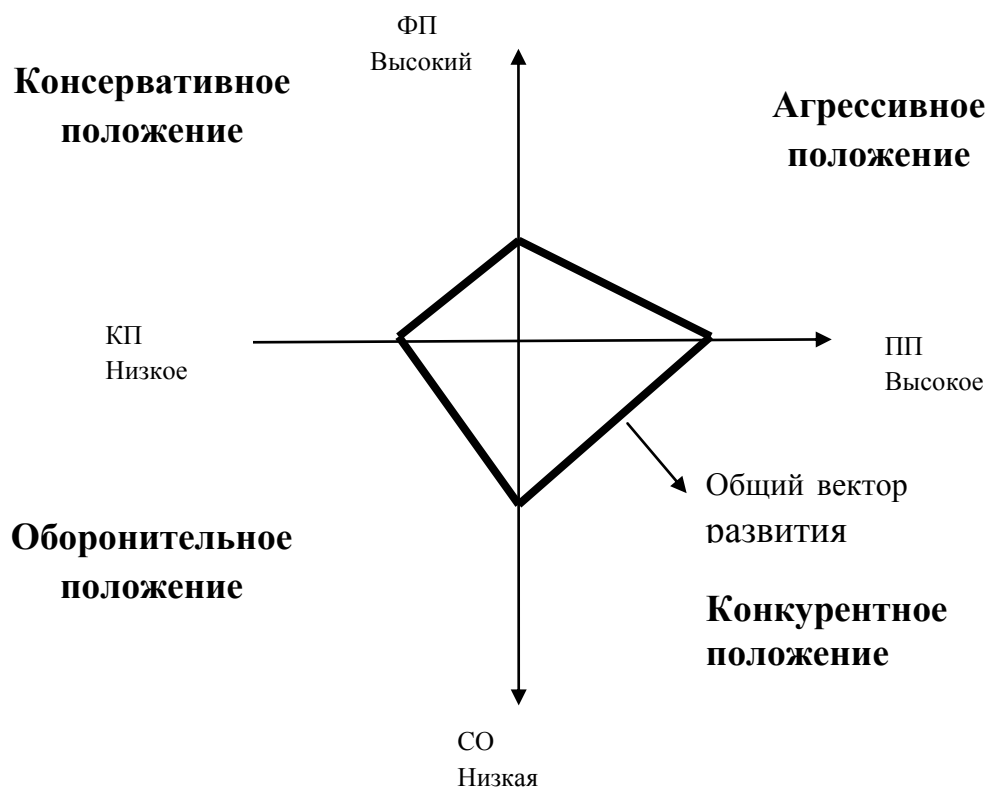 ФП
Высокий
Консервативное
положение
Агрессивное
положение
КП
Низкое
ПП
Высокое
Общий вектор
развития
Оборонительное
положение
Конкурентное
положение
СО
Низкая